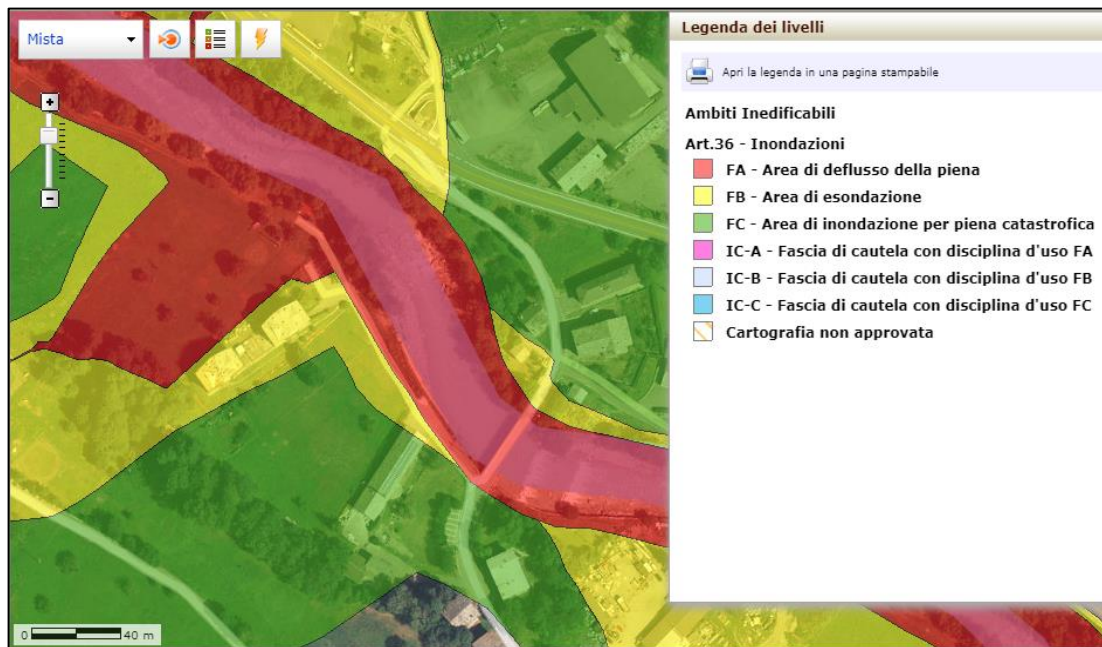 Mista
Legenda dei livelli
Apri la legenda in una pagina stampabile
Ambiti Inedificabili
Art.36 - Inondazioni
FA - Area di deflusso della piena
FB - Area di esondazione
FC - Area di inondazione per piena catastrofica
IC-A - Fascia di cautela con disciplina d'uso FA
IC-B - Fascia di cautela con disciplina d'uso FB
IC-C - Fascia di cautela con disciplina d'uso FC
Cartografia non approvata
0 40 m